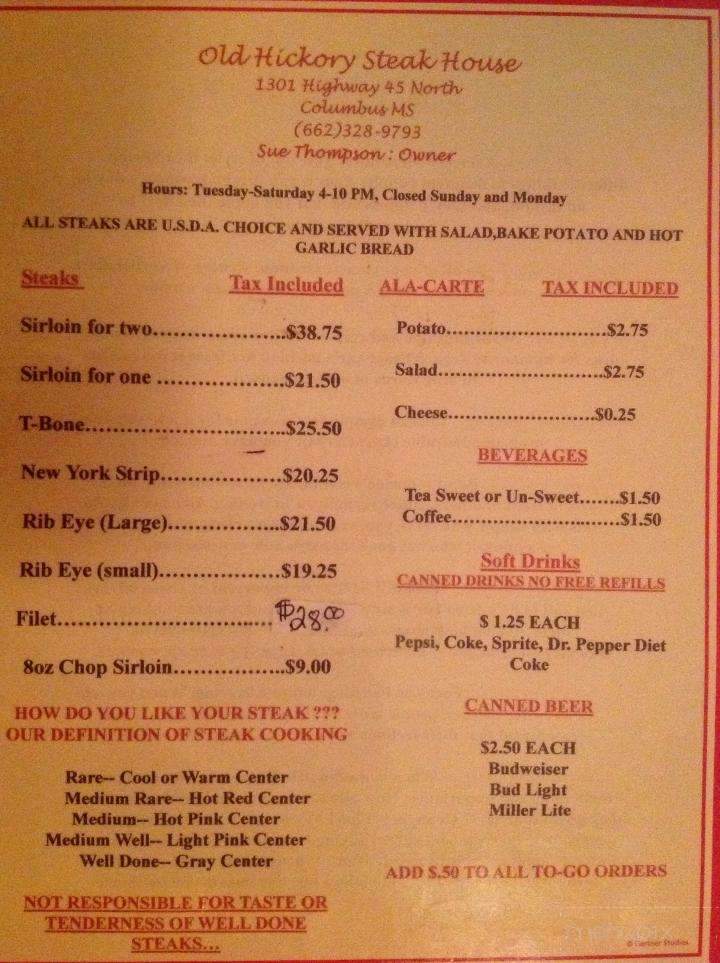 Old Hickory Steak House
1301 Highway 45 North
Columbus MS
(662)328-9793
Sue Thompson : Owner
Hours: Tuesday-Saturday 4-10 PM, Closed Sunday and Monday
ALL STEAKS ARE U.S.D.A. CHOICE AND SERVED WITH SALAD,BAKE POTATO AND HOT
GARLIC BREAD
Steaks Tax Included
Sirloin for two....................$38.75
Sirloin for one ...................$21.50
T-Bone..............................$25.50
New York Strip..................$20.25
Rib Eye (Large).................$21.50
Rib Eye (small)..................$19.25
Filet................................ $28.00
8oz Chop Sirloin.................$9.00
HOW DO YOU LIKE YOUR STEAK ???
OUR DEFINITION OF STEAK COOKING
Rare-- Cool or Warm Center
Medium Rare-- Hot Red Center
Medium-- Hot Pink Center
Medium Well-- Light Pink Center
Well Done-- Gray Center
NOT RESPONSIBLE FOR TASTE OR
TENDERNESS OF WELL DONE
STEAKS...
ALA-CARTE TAX INCLUDED
Potato............................$2.75
Salad.............................$2.75
Cheese.........................$0.25
BEVERAGES
Tea Sweet or Un-Sweet.......$1.50
Coffee.............................$1.50
Soft Drinks
CANNED DRINKS NO FREE REFILLS
$ 1.25 EACH
Pepsi, Coke, Sprite, Dr. Pepper Diet
Coke
CANNED BEER
$2.50 EACH
Budweiser
Bud Light
Miller Lite
ADD $.50 TO ALL TO-GO ORDERS
© Gartner Studios